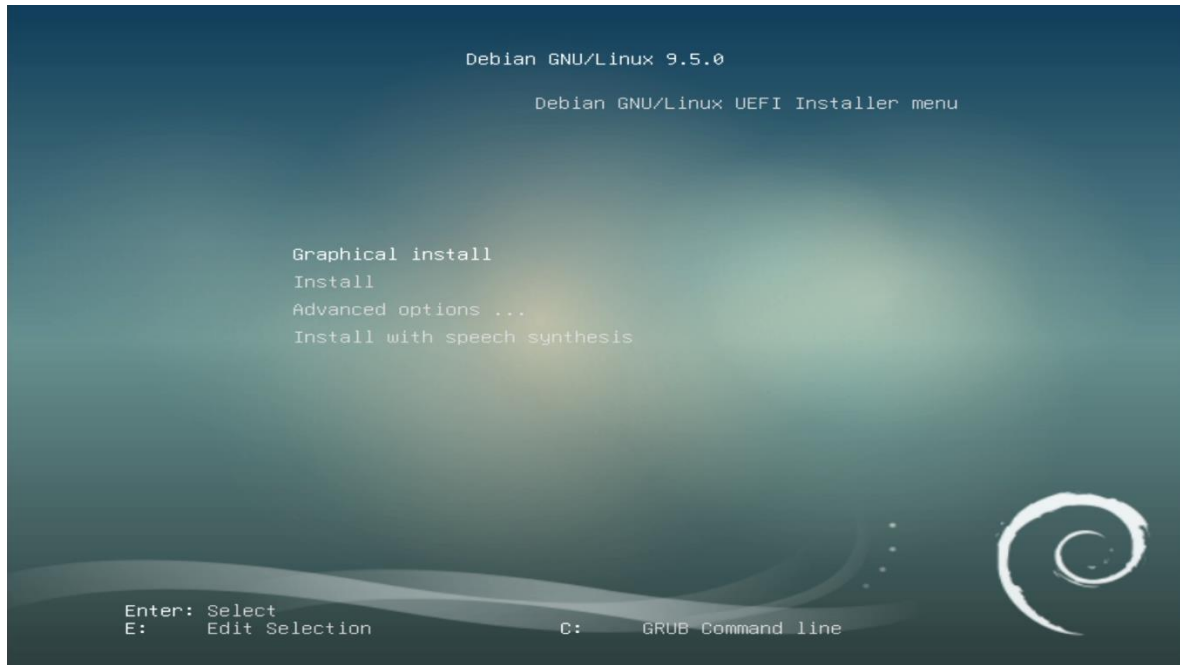 Debian GNU/Linux 9.5.0
Debian GNU/Linux UEFI Installer menu
Graphical install
Install
Advanced options ...
Install with speech synthesis
Enter: Select
E: Edit Selection C: GRUB Command line